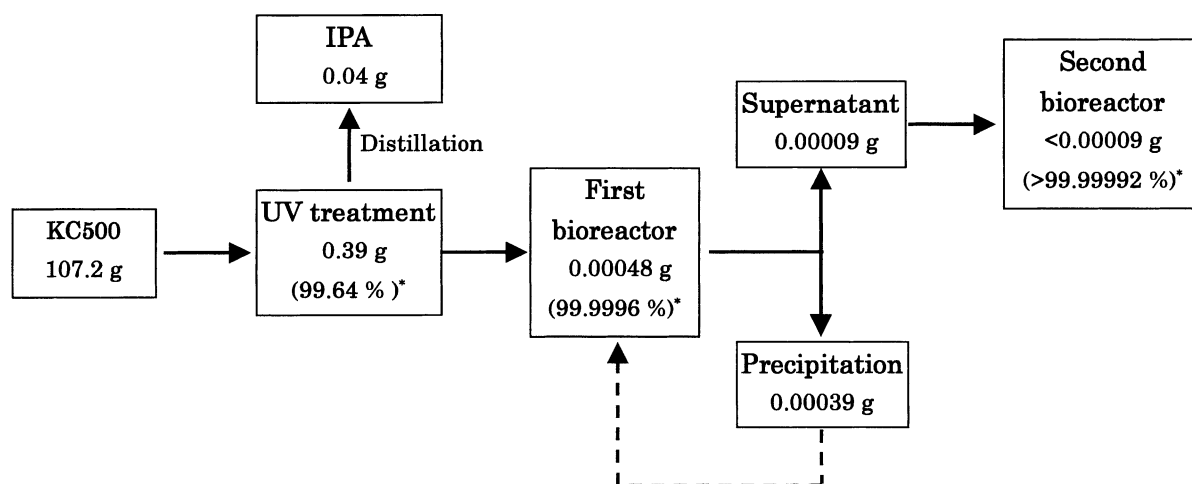 KC500
107.2 g
IPA
0.04 g
Distillation
UV treatment
0.39 g
(99.64 % )*
First
bioreactor
0.00048 g
(99.9996 %)*
Supernatant
0.00009 g
Precipitation
0.00039 g
Second
bioreactor
<0.00009 g
(>99.99992 %)*